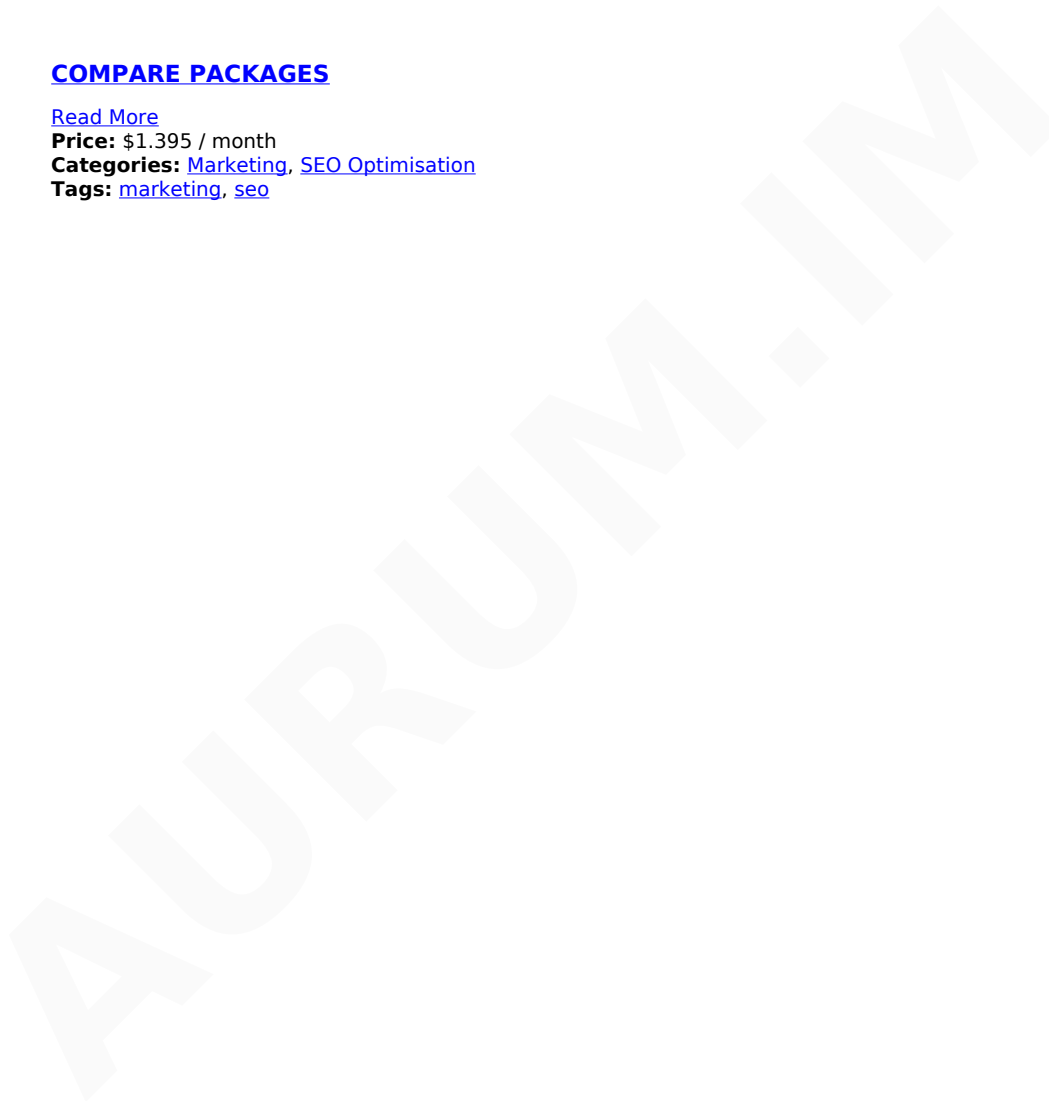 COMPARE PACKAGES
Read More
Price: $1.395 / month
Categories: Marketing, SEO Optimisation
Tags: marketing, seo
AURUM.IM